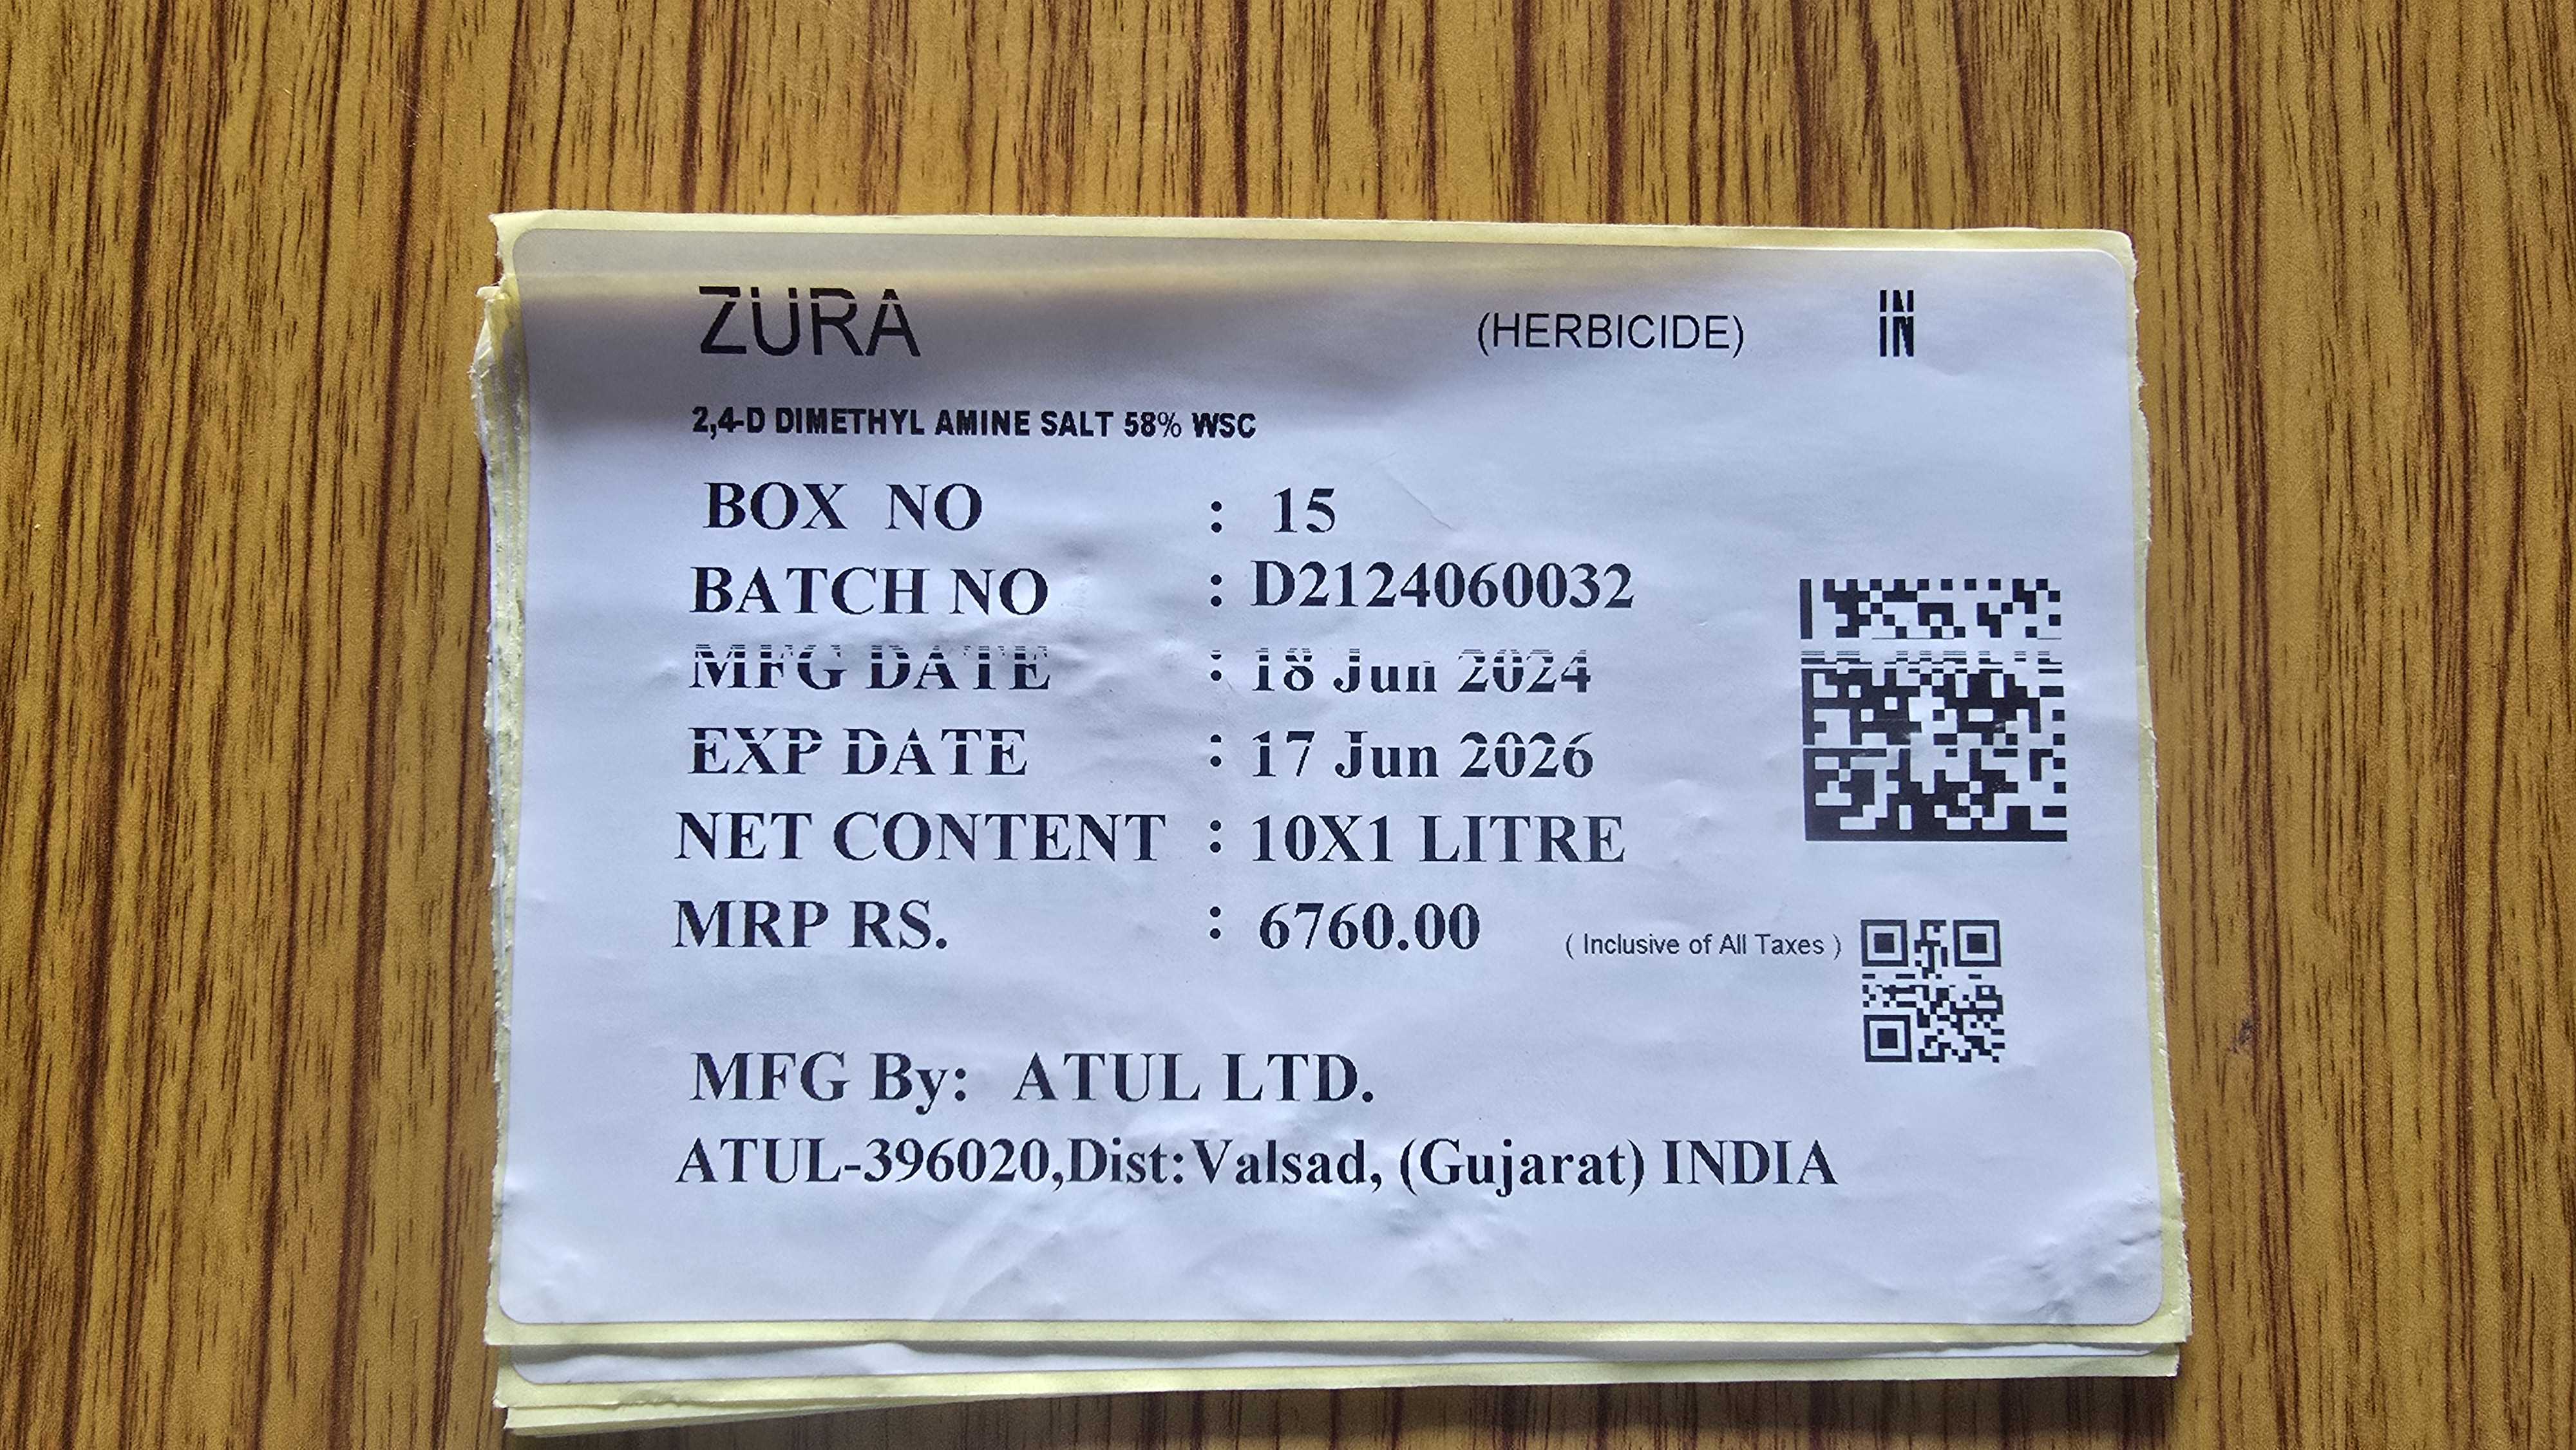 ZURA (HERBICIDE) IN
2,4-D DIMETHYL AMINE SALT 58% WSC
BOX NO : 15
BATCH NO : D2124060032
MFG DATE : 18 Jun 2024
EXP DATE : 17 Jun 2026
NET CONTENT : 10X1 LITRE
MRP RS. : 6760.00 ( Inclusive of All Taxes )
MFG By: ATUL LTD.
ATUL-396020,Dist:Valsad, (Gujarat) INDIA